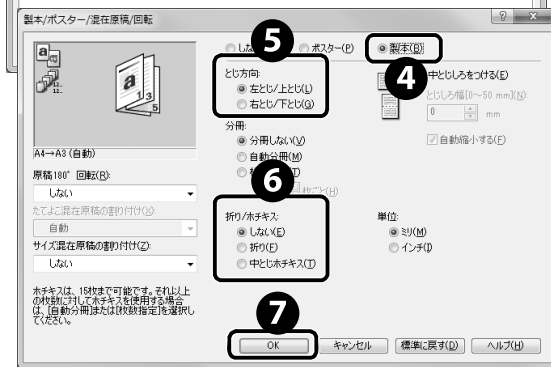 製本/ポスター/混在原稿/回転
5
ポスター(P)
製本(B)
4
とじ方向:
左とじ/上とじ(L)
右とじ/下とじ(G)
中とじしろをつける(E)
とじしろ幅[0～50 mm](N):
0 mm
自動縮小する(F)
A4→A3 (自動)
分冊:
分冊しない(V)
自動分冊(M)
原稿180° 回転(R):
しない
たてよこ混在原稿の割り付け(X):
自動
サイズ混在原稿の割り付け(Z):
しない
6
折り/ホチキス:
しない(E)
折り(F)
中とじホチキス(T)
単位:
ミリ(M)
インチ(I)
ホチキスは、15枚まで可能です。それ以上
の枚数に対してホチキスを使用する場合
は、[自動分冊]または[枚数指定]を選択し
てください。
7
OK
キャンセル
標準に戻す(D)
ヘルプ(H)